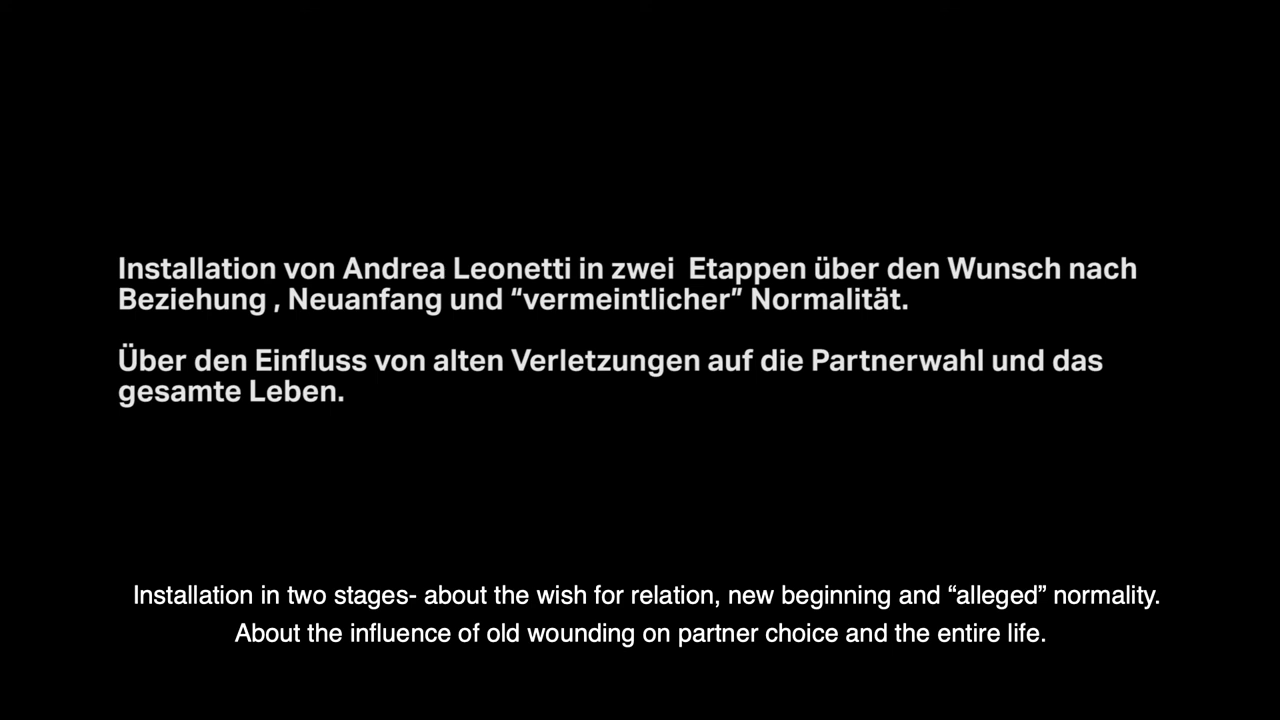 Installation von Andrea Leonetti in zwei  Etappen über den Wunsch nach
Beziehung , Neuanfang und “vermeintlicher” Normalität.
Über den Einfluss von alten Verletzungen auf die Partnerwahl und das
gesamte Leben.
Installation in two stages- about the wish for relation, new beginning and “alleged” normality.
About the influence of old wounding on partner choice and the entire life.